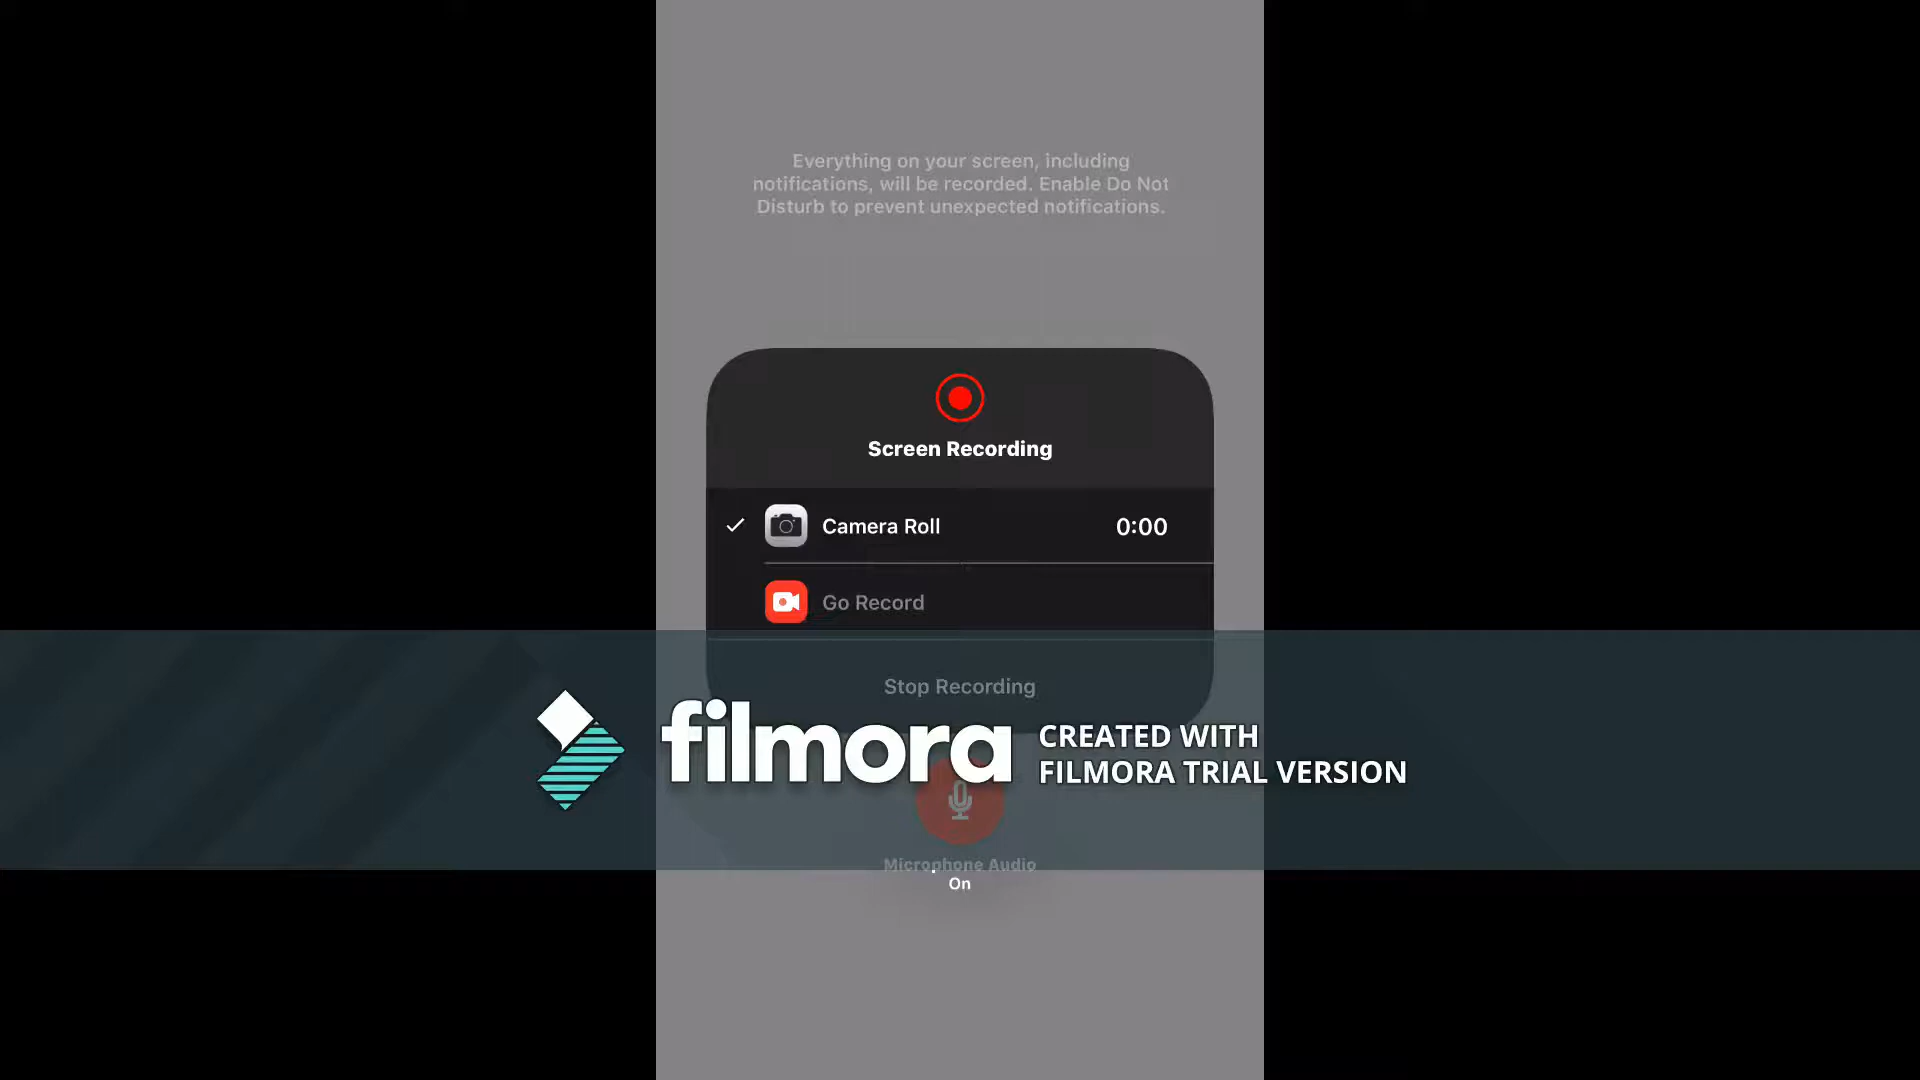 Everything on your screen, including
notifications, will be recorded. Enable Do Not
Disturb to prevent unexpected notifications.
Screen Recording
Camera Roll 0:00
Go Record
Stop Recording
filmora
CREATED WITH
FILMORA TRIAL VERSION
Microphone Audio
On